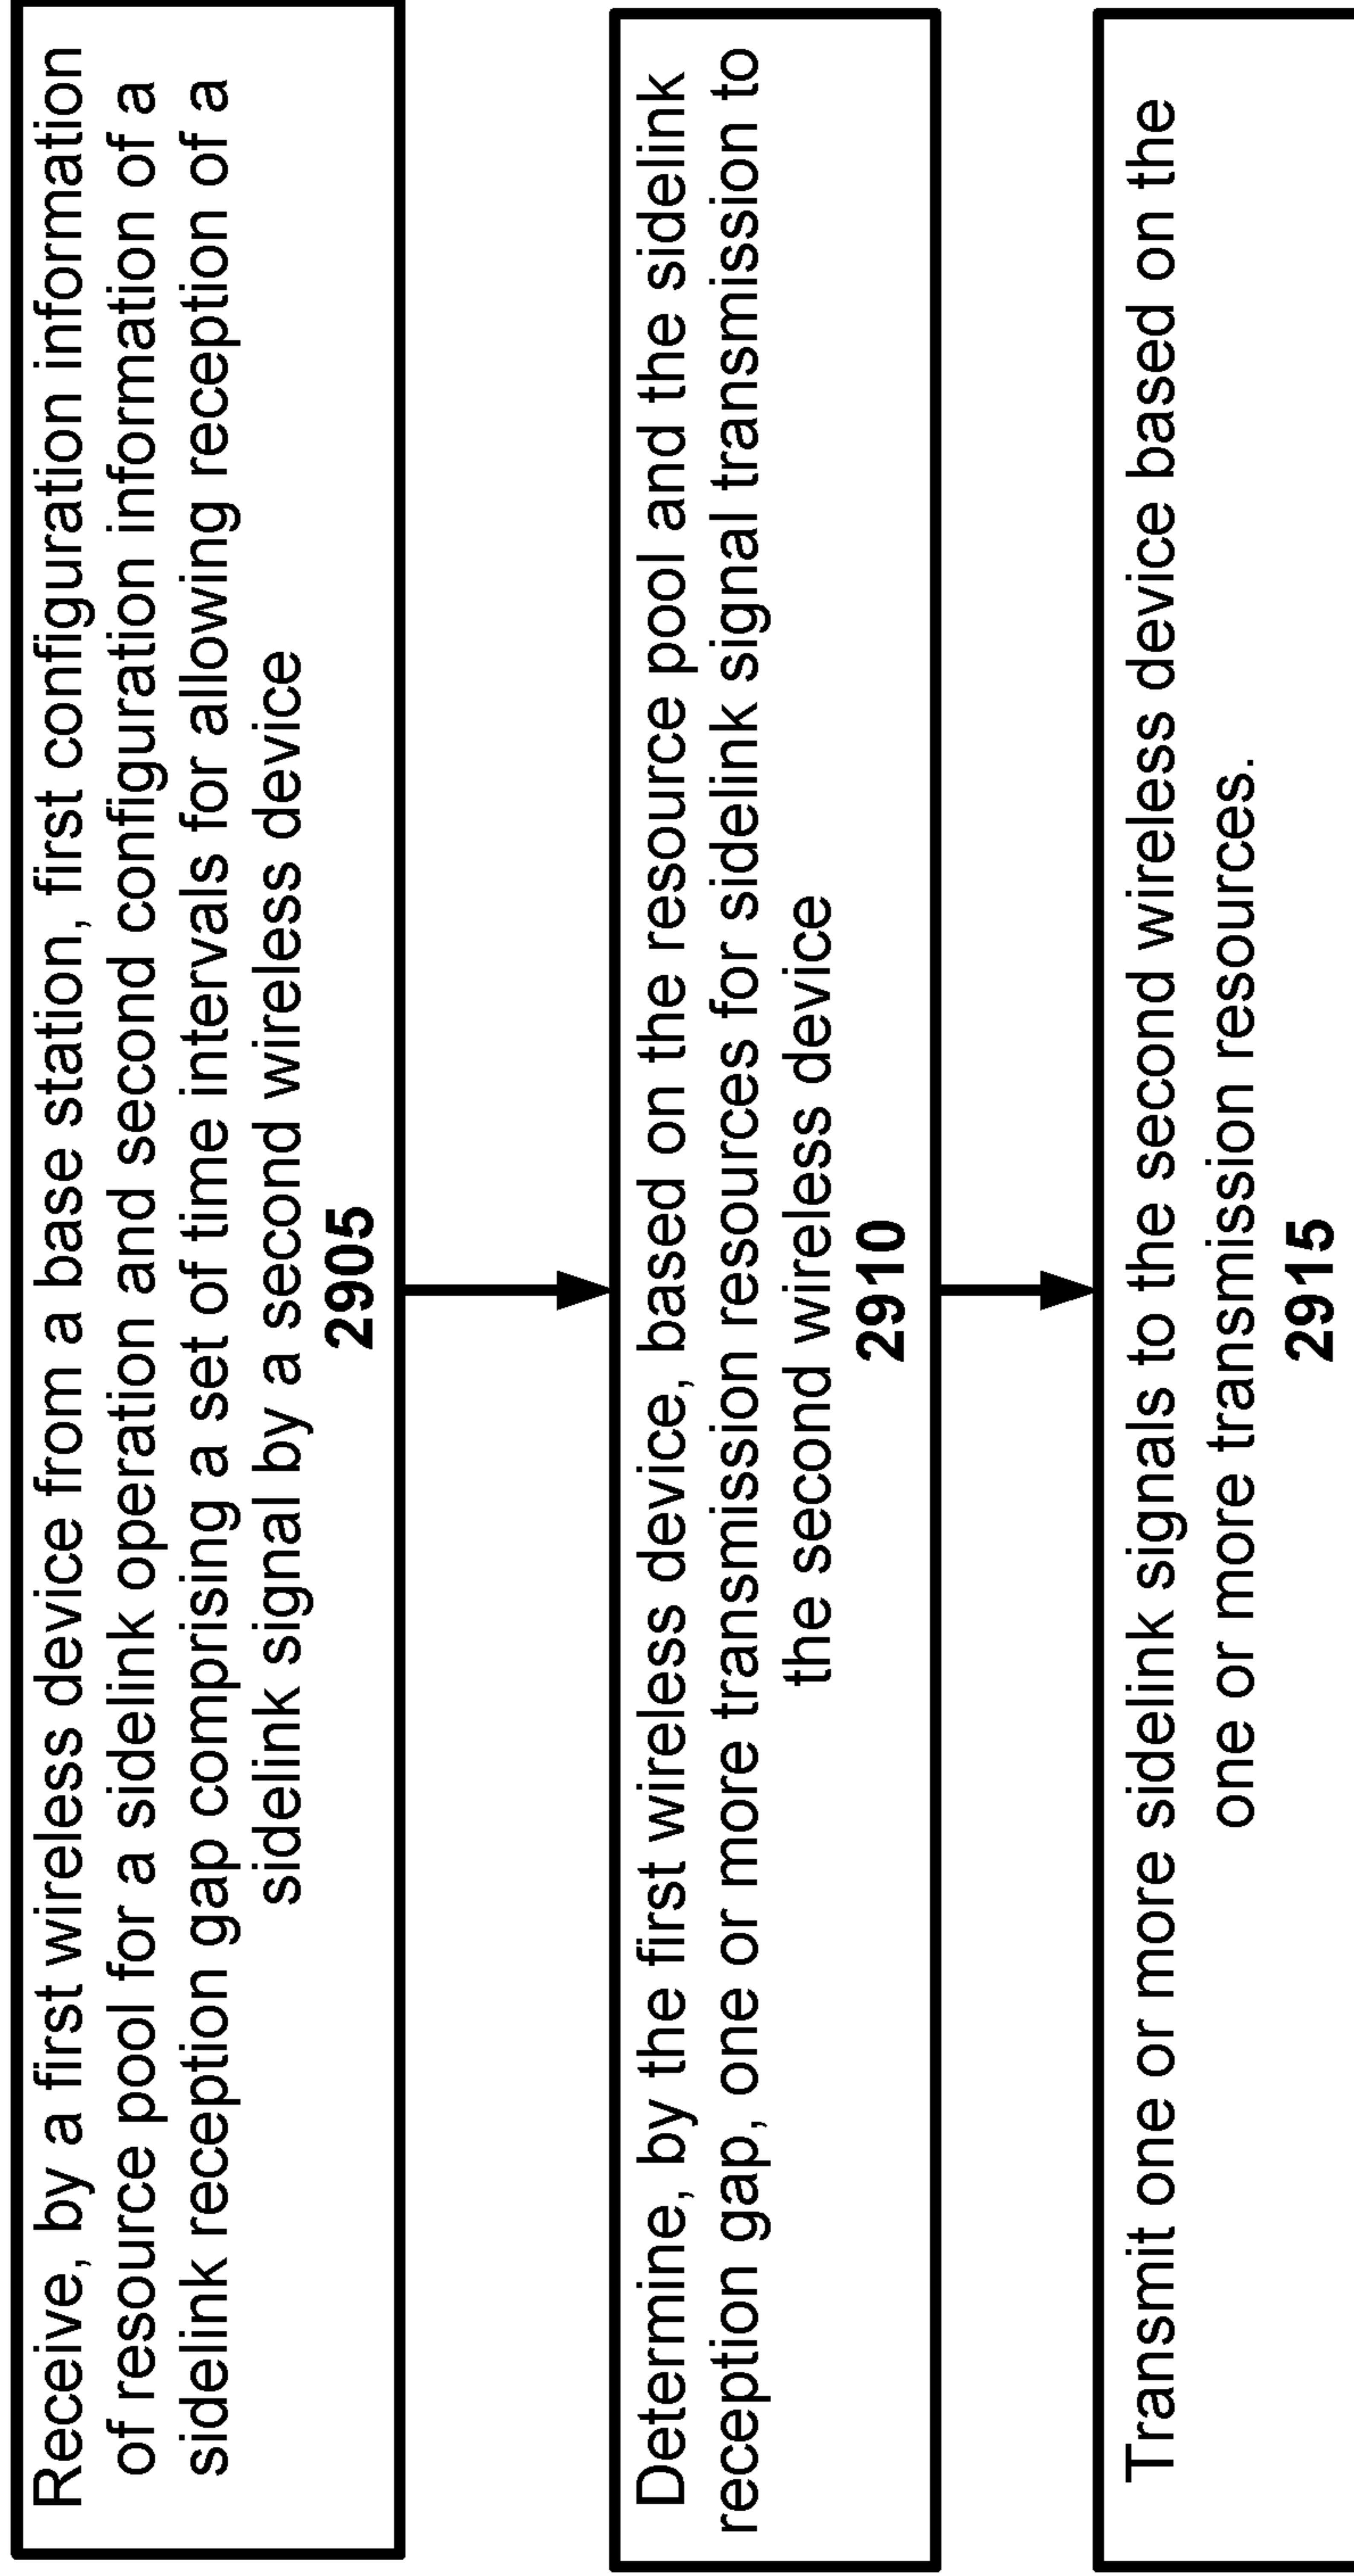 Receive, by a first wireless device from a base station, first configuration information
of resource pool for a sidelink operation and second configuration information of a
sidelink reception gap comprising a set of time intervals for allowing reception of a
sidelink signal by a second wireless device
2905
Determine, by the first wireless device, based on the resource pool and the sidelink
reception gap, one or more transmission resources for sidelink signal transmission to
the second wireless device
2910
Transmit one or more sidelink signals to the second wireless device based on the
one or more transmission resources.
2915